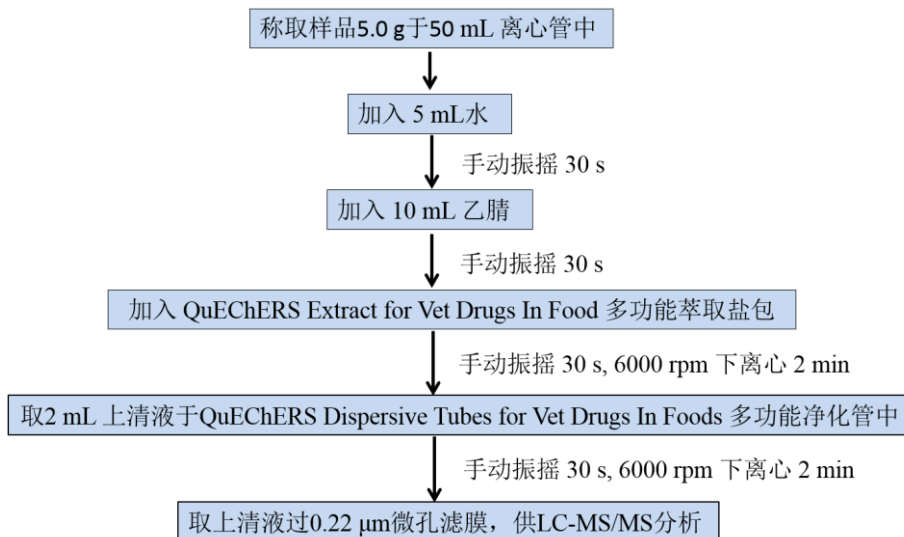 称取样品5.0 g于50 mL 离心管中
加入 5 mL水
手动振摇 30 s
加入 10 mL 乙腈
手动振摇 30 s
加入 QuEChERS Extract for Vet Drugs In Food 多功能萃取盐包
手动振摇 30 s, 6000 rpm 下离心 2 min
取2 mL 上清液于QuEChERS Dispersive Tubes for Vet Drugs In Foods 多功能净化管中
手动振摇 30 s, 6000 rpm 下离心 2 min
取上清液过0.22 μm微孔滤膜，供LC-MS/MS分析